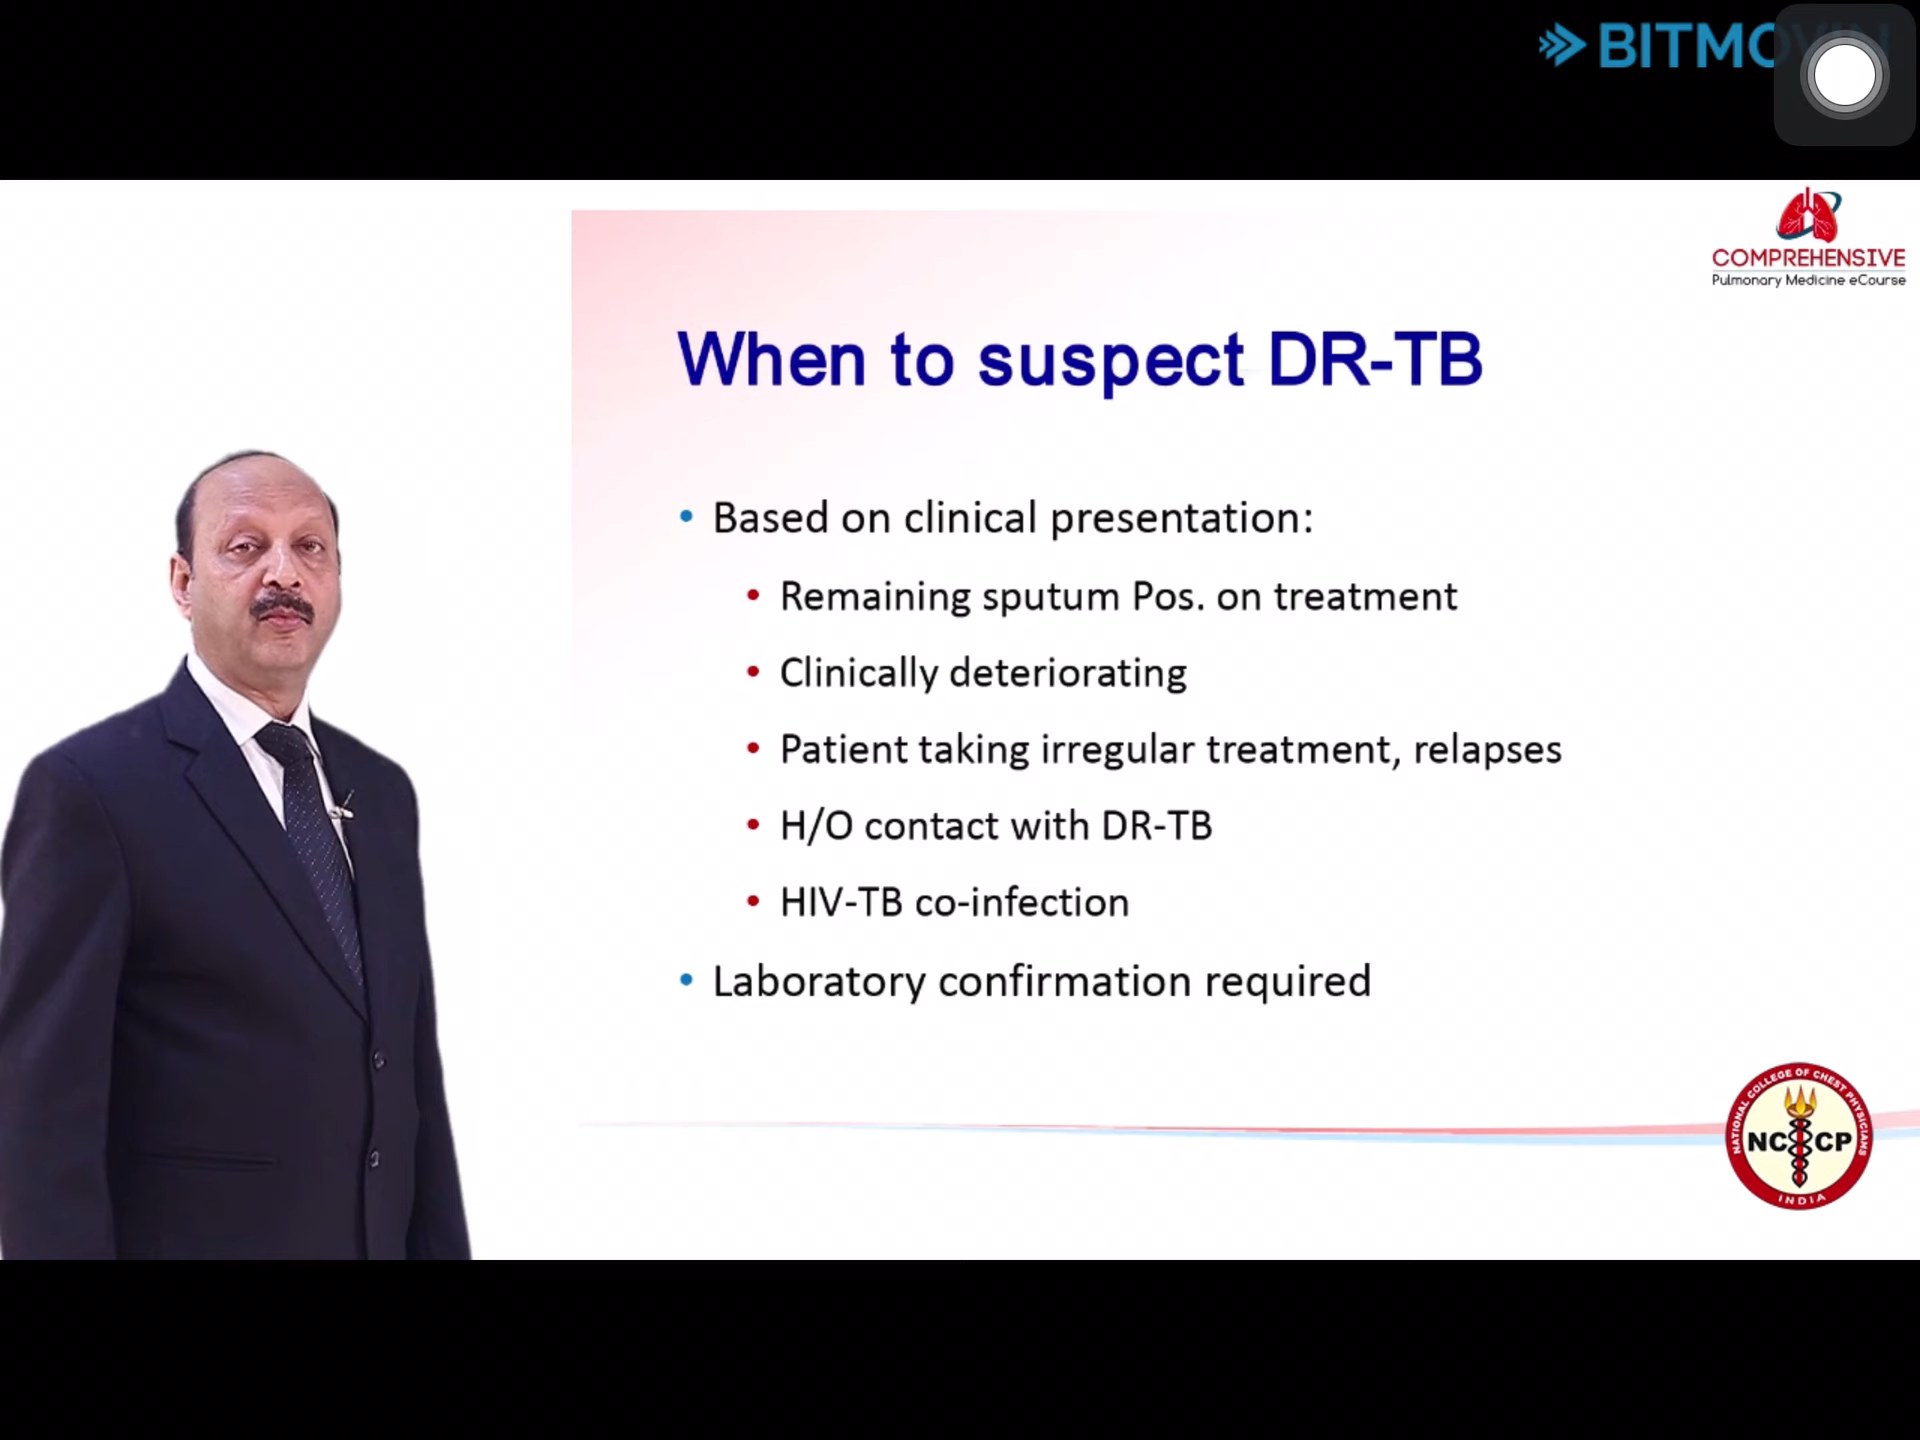 BITMO
COMPREHENSIVE
Pulmonary Medicine eCourse
When to suspect DR-TB
• Based on clinical presentation:
• Remaining sputum Pos. on treatment
• Clinically deteriorating
• Patient taking irregular treatment, relapses
• H/O contact with DR-TB
• HIV-TB co-infection
• Laboratory confirmation required
NATIONAL COLLEGE OF CHEST PHYSICIANS
NCCP
INDIA